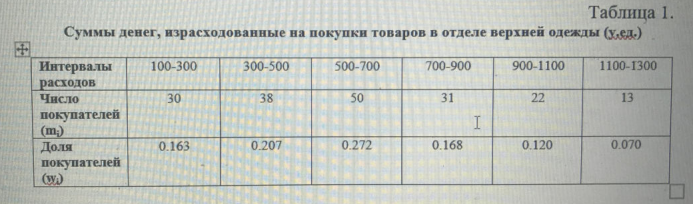 Таблица 1.
Суммы денег, израсходованные на покупки товаров в отделе верхней одежды (у.ед.)
Интервалы расходов 100-300 300-500 500-700 700-900 900-1100 1100-1300
Число покупателей (mᵢ) 30 38 50 31 22 13
Доля покупателей (wᵢ) 0.163 0.207 0.272 0.168 0.120 0.070